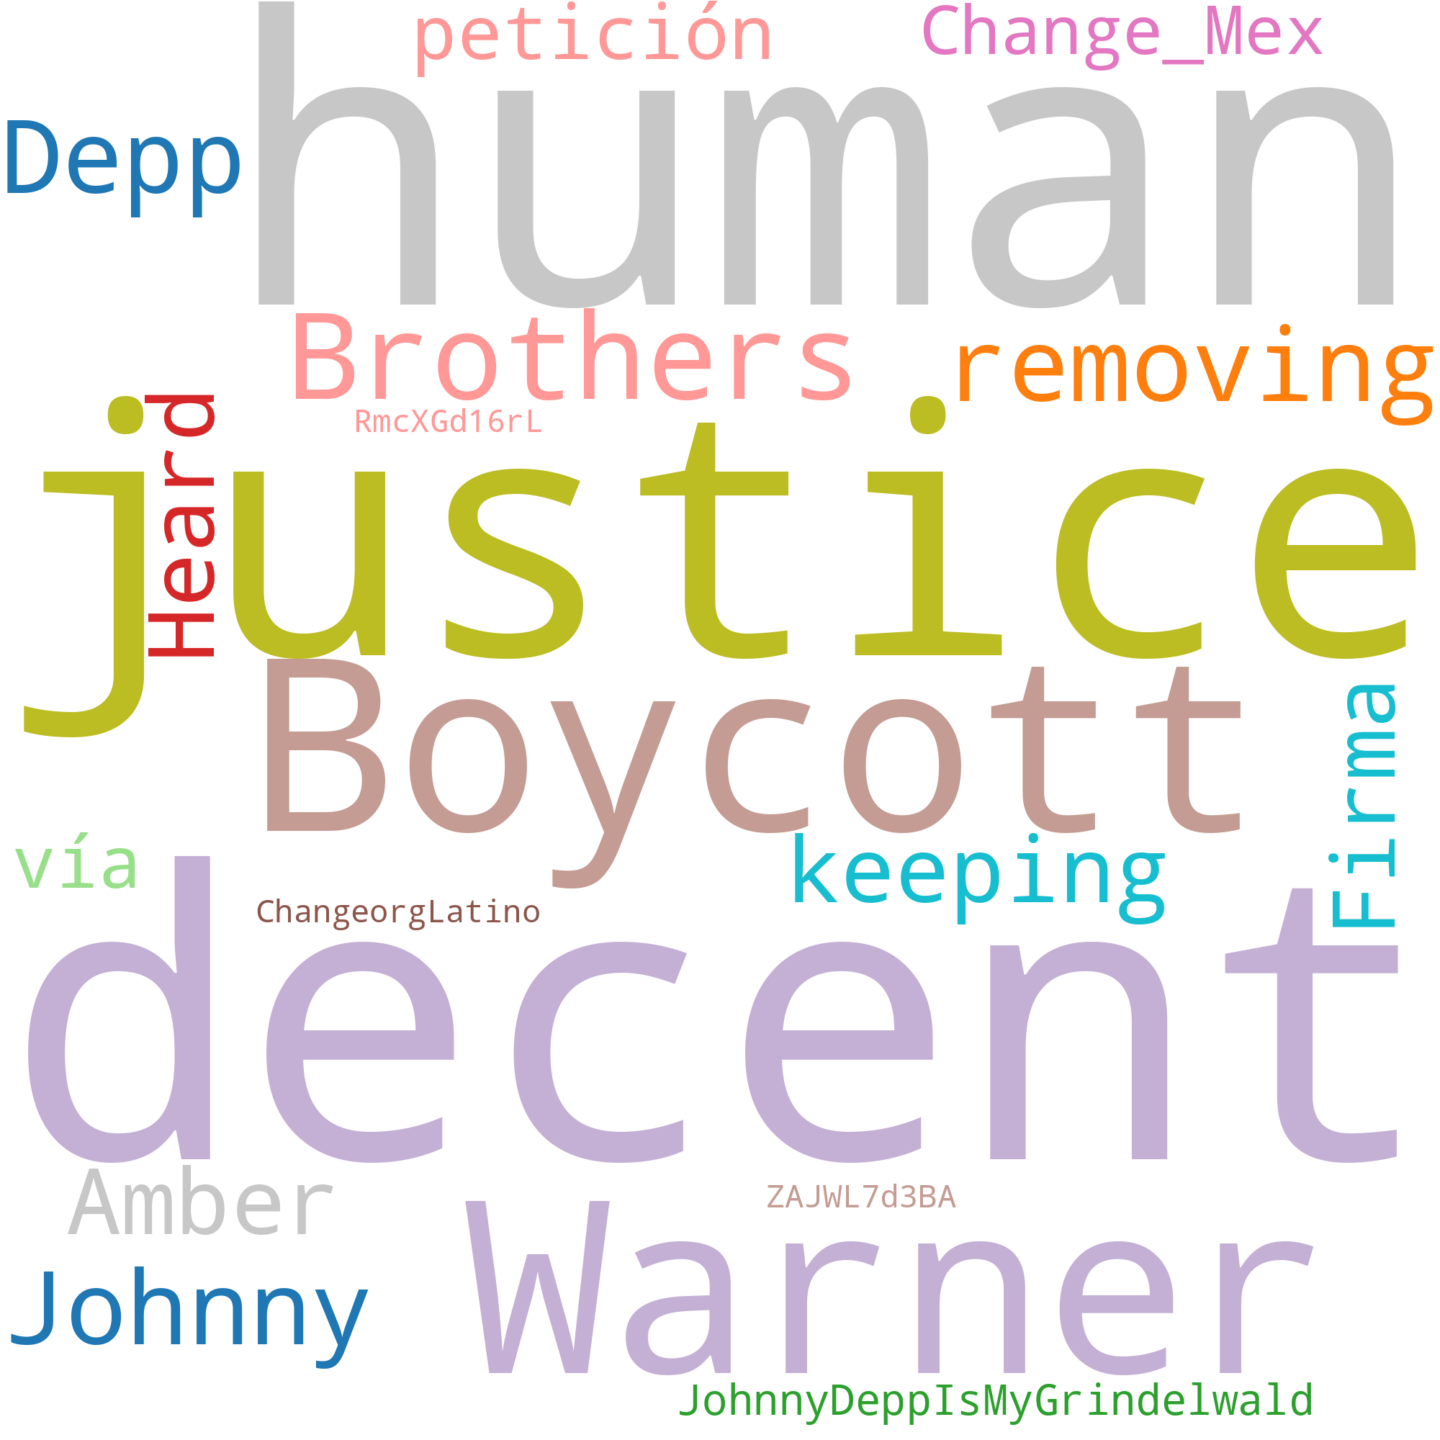 petición
Change_Mex
human
Depp
Brothers
removing
RmcXGd16rL
Heard
justice
Boycott
Firma
vía
keeping
ChangeorgLatino
decent
Amber
ZAJWL7d3BA
Warner
Johnny
JohnnyDeppIsMyGrindelwald